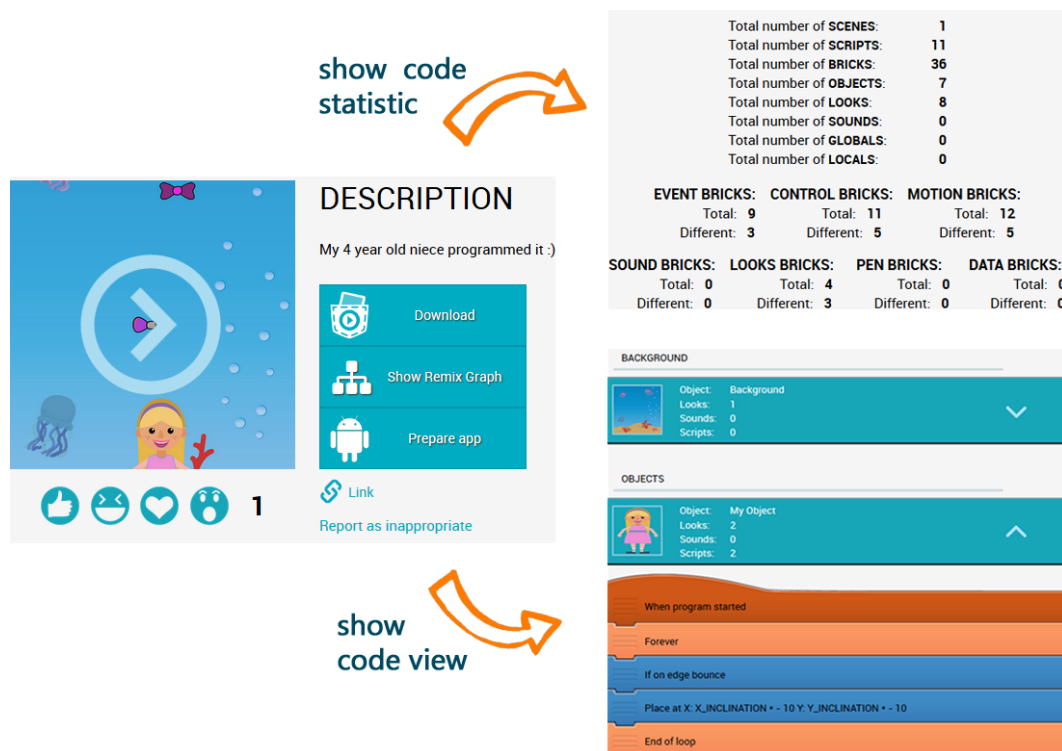 show code
statistic
DESCRIPTION
My 4 year old niece programmed it :)
Download
Show Remix Graph
Prepare app
Link
Report as inappropriate
1
show
code view
Total number of SCENES: 1
Total number of SCRIPTS: 11
Total number of BRICKS: 36
Total number of OBJECTS: 7
Total number of LOOKS: 8
Total number of SOUNDS: 0
Total number of GLOBALS: 0
Total number of LOCALS: 0
EVENT BRICKS: CONTROL BRICKS: MOTION BRICKS:
Total: 9 Total: 11 Total: 12
Different: 3 Different: 5 Different: 5
SOUND BRICKS: LOOKS BRICKS: PEN BRICKS: DATA BRICKS:
Total: 0 Total: 4 Total: 0 Total: 0
Different: 0 Different: 3 Different: 0 Different: 0
BACKGROUND
Object: Background
Looks: 1
Sounds: 0
Scripts: 0
OBJECTS
Object: My Object
Looks: 2
Sounds: 0
Scripts: 2
When program started
Forever
If on edge bounce
Place at X: X_INCLINATION • - 10 Y: Y_INCLINATION • - 10
End of loop